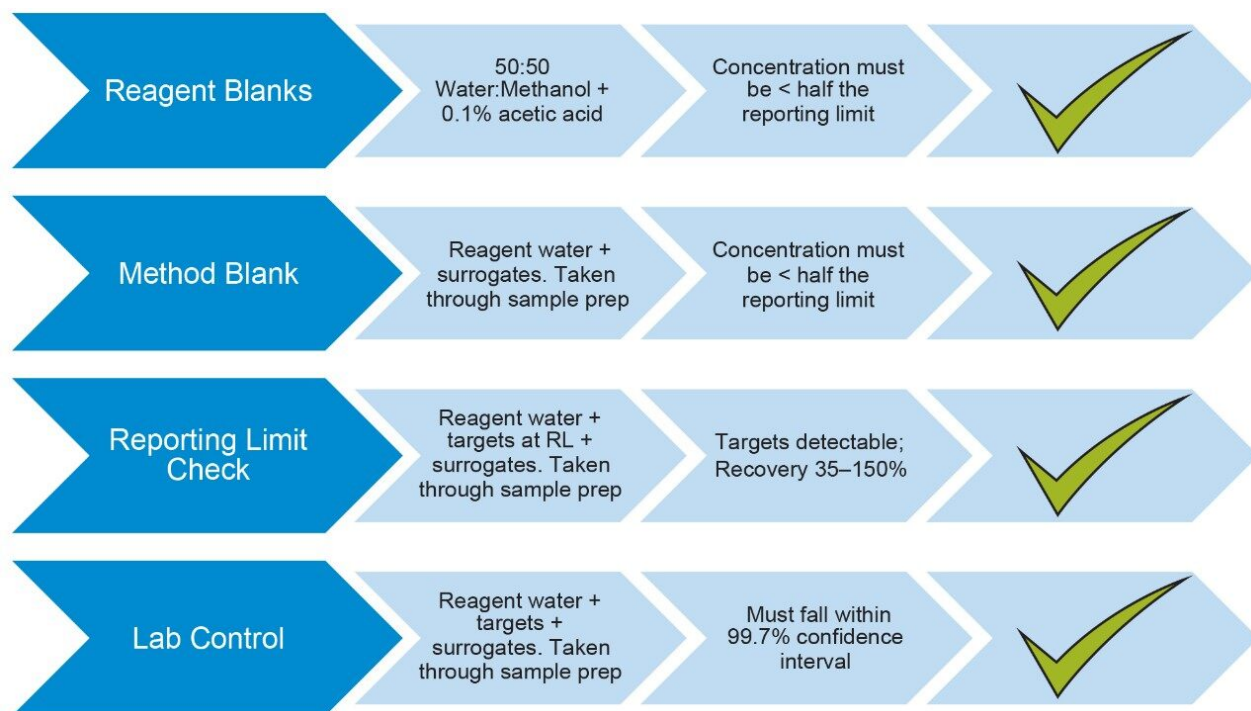 Reagent Blanks
50:50
Water:Methanol +
0.1% acetic acid
Concentration must
be < half the
reporting limit
Method Blank
Reagent water +
surrogates. Taken
through sample prep
Concentration must
be < half the
reporting limit
Reporting Limit
Check
Reagent water +
targets at RL +
surrogates. Taken
through sample prep
Targets detectable;
Recovery 35–150%
Lab Control
Reagent water +
targets +
surrogates. Taken
through sample prep
Must fall within
99.7% confidence
interval